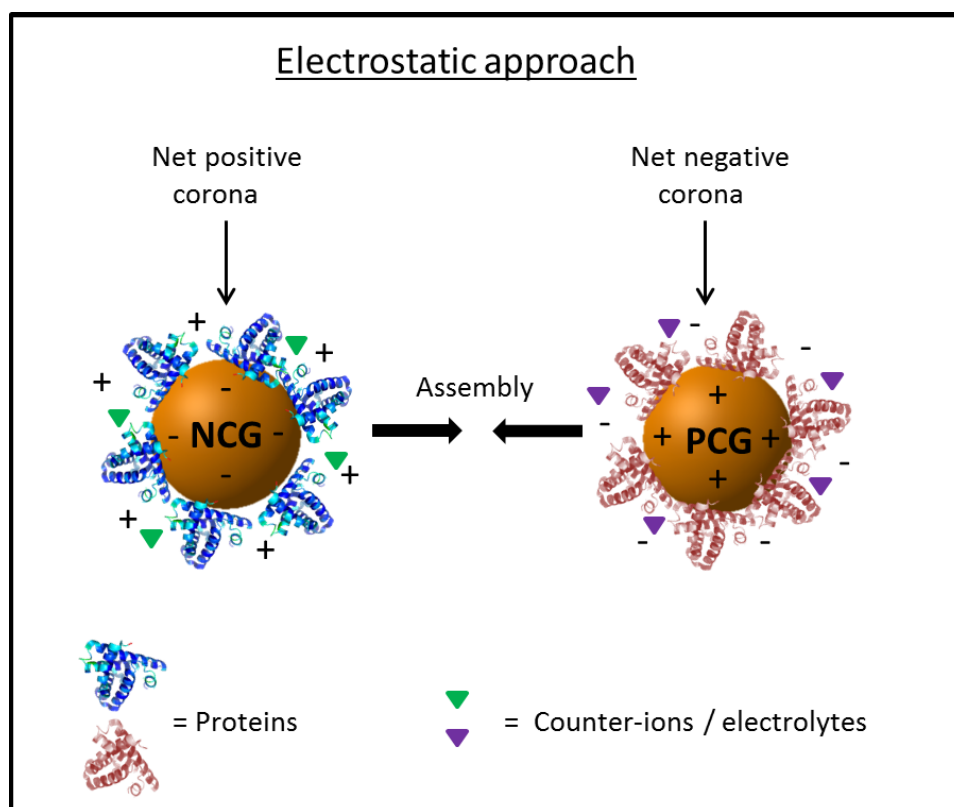 Electrostatic approach
Net positive
corona
Net negative
corona
+
-
+
+
-
-
+
Assembly
- NCG -
+ PCG +
-
+
+
+
+
-
-
-
-
-
= Proteins
= Counter-ions / electrolytes